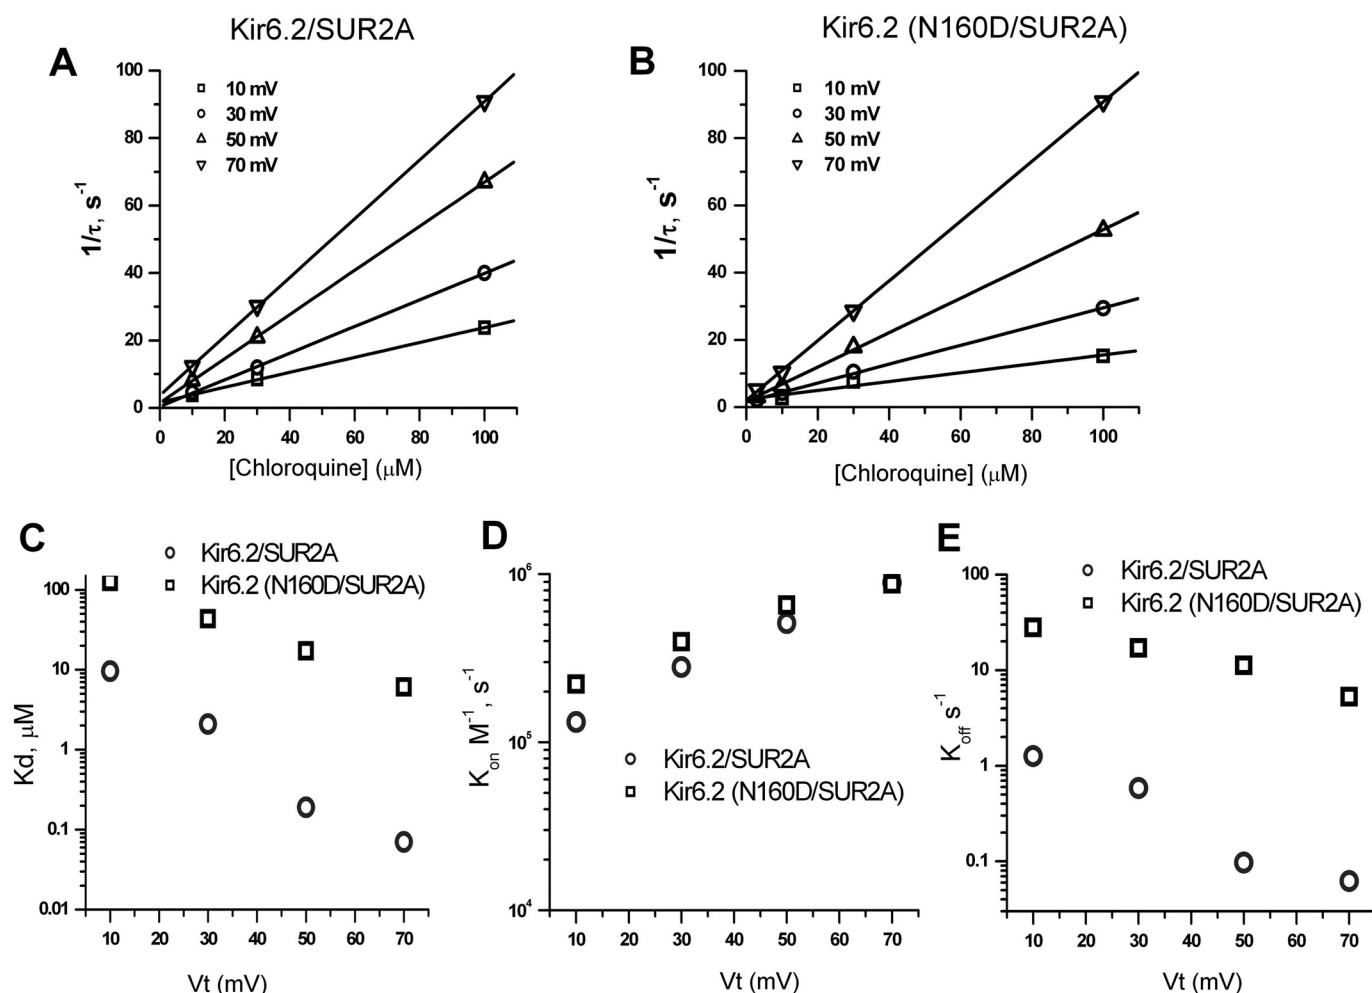 Kir6.2/SUR2A
Kir6.2 (N160D/SUR2A)
A
100
80
60
40
20
0
1/τ, s⁻¹
10 mV
30 mV
50 mV
70 mV
0 20 40 60 80 100
[Chloroquine] (μM)
B
100
80
60
40
20
0
1/τ, s⁻¹
10 mV
30 mV
50 mV
70 mV
0 20 40 60 80 100
[Chloroquine] (μM)
C
Kir6.2/SUR2A
Kir6.2 (N160D/SUR2A)
100
10
1
0.1
0.01
Kd, μM
10 20 30 40 50 60 70
Vt (mV)
D
10⁶
10⁵
10⁴
Kₒₙ M⁻¹, s⁻¹
Kir6.2/SUR2A
Kir6.2 (N160D/SUR2A)
10 20 30 40 50 60 70
Vt (mV)
E
Kir6.2/SUR2A
Kir6.2 (N160D/SUR2A)
100
10
1
0.1
K_off s⁻¹
10 20 30 40 50 60 70
Vt (mV)